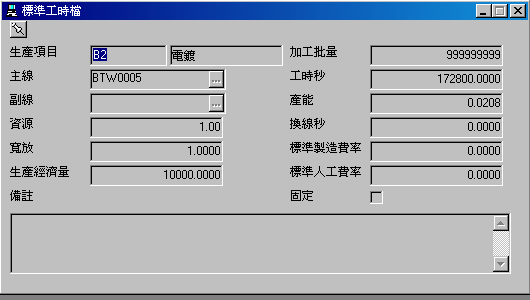 標準工時檔
生產項目 B2 電鍍 加工批量 999999999
主線 BTW0005 ... 工時秒 172800.0000
副線 ... 產能 0.0208
資源 1.00 換線秒 0.0000
寬放 1.0000 標準製造費率 0.0000
生產經濟量 10000.0000 標準人工費率 0.0000
備註 固定